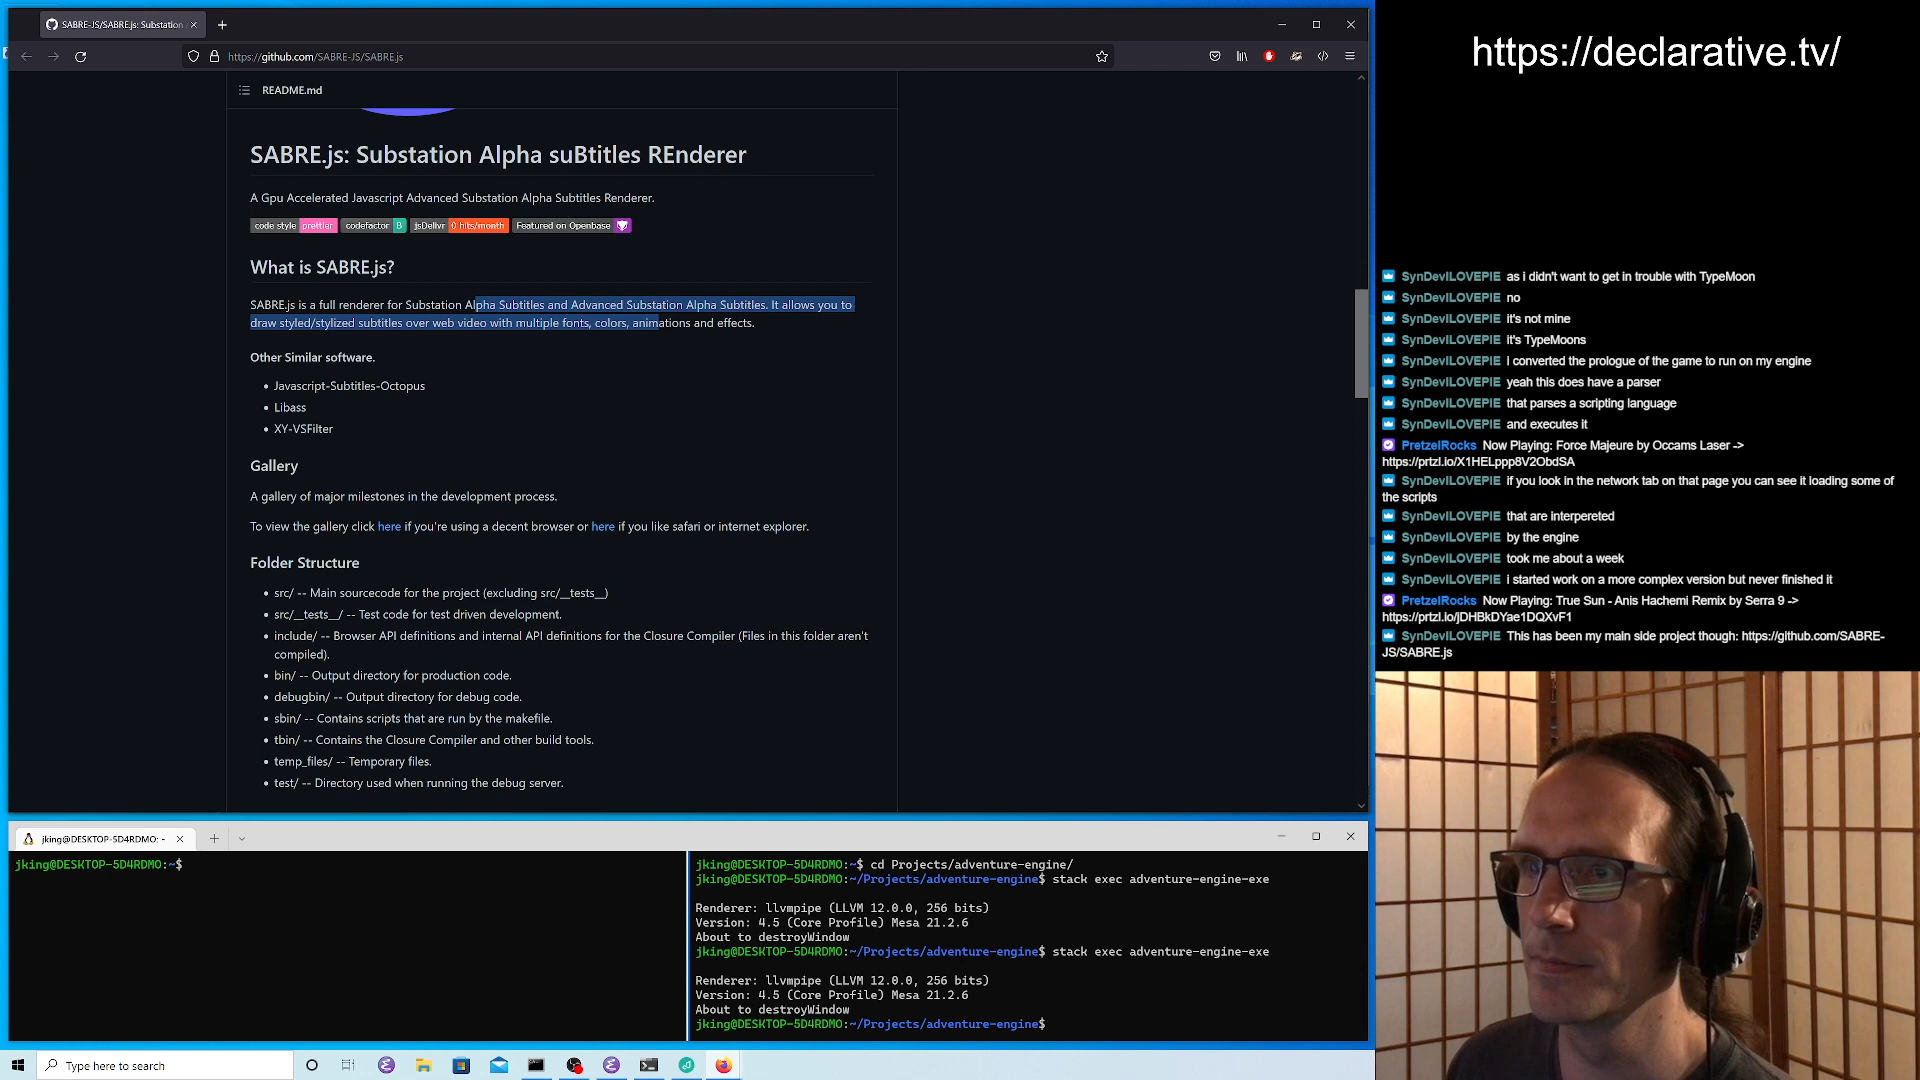 SABRE-JS/SABRE.js: Substation
https://github.com/SABRE-JS/SABRE.js
README.md
SABRE.js: Substation Alpha suBtitles REnderer
A Gpu Accelerated Javascript Advanced Substation Alpha Subtitles Renderer.
code style prettier codefactor B jsDelivr 0 hits/month Featured on Openbase
What is SABRE.js?
SABRE.js is a full renderer for Substation Alpha Subtitles and Advanced Substation Alpha Subtitles. It allows you to
draw styled/stylized subtitles over web video with multiple fonts, colors, animations and effects.
Other Similar software.
Javascript-Subtitles-Octopus
Libass
XY-VSFilter
Gallery
A gallery of major milestones in the development process.
To view the gallery click here if you're using a decent browser or here if you like safari or internet explorer.
Folder Structure
src/ -- Main sourcecode for the project (excluding src/__tests__)
src/__tests__/ -- Test code for test driven development.
include/ -- Browser API definitions and internal API definitions for the Closure Compiler (Files in this folder aren't
compiled).
bin/ -- Output directory for production code.
debugbin/ -- Output directory for debug code.
sbin/ -- Contains scripts that are run by the makefile.
tbin/ -- Contains the Closure Compiler and other build tools.
temp_files/ -- Temporary files.
test/ -- Directory used when running the debug server.
jking@DESKTOP-5D4RDMO: ~
jking@DESKTOP-5D4RDMO:~$
jking@DESKTOP-5D4RDMO:~$ cd Projects/adventure-engine/
jking@DESKTOP-5D4RDMO:~/Projects/adventure-engine$ stack exec adventure-engine-exe
Renderer: llvmpipe (LLVM 12.0.0, 256 bits)
Version: 4.5 (Core Profile) Mesa 21.2.6
About to destroyWindow
jking@DESKTOP-5D4RDMO:~/Projects/adventure-engine$ stack exec adventure-engine-exe
Renderer: llvmpipe (LLVM 12.0.0, 256 bits)
Version: 4.5 (Core Profile) Mesa 21.2.6
About to destroyWindow
jking@DESKTOP-5D4RDMO:~/Projects/adventure-engine$
Type here to search
https://declarative.tv/
SynDevILOVEPIE as i didn't want to get in trouble with TypeMoon
SynDevILOVEPIE no
SynDevILOVEPIE it's not mine
SynDevILOVEPIE it's TypeMoons
SynDevILOVEPIE i converted the prologue of the game to run on my engine
SynDevILOVEPIE yeah this does have a parser
SynDevILOVEPIE that parses a scripting language
SynDevILOVEPIE and executes it
PretzelRocks Now Playing: Force Majeure by Occams Laser ->
https://prtzl.io/X1HELppp8V2ObdSA
SynDevILOVEPIE if you look in the network tab on that page you can see it loading some of
the scripts
SynDevILOVEPIE that are interpereted
SynDevILOVEPIE by the engine
SynDevILOVEPIE took me about a week
SynDevILOVEPIE i started work on a more complex version but never finished it
PretzelRocks Now Playing: True Sun - Anis Hachemi Remix by Serra 9 ->
https://prtzl.io/jDHBkDYae1DQXvF1
SynDevILOVEPIE This has been my main side project though: https://github.com/SABRE-
JS/SABRE.js